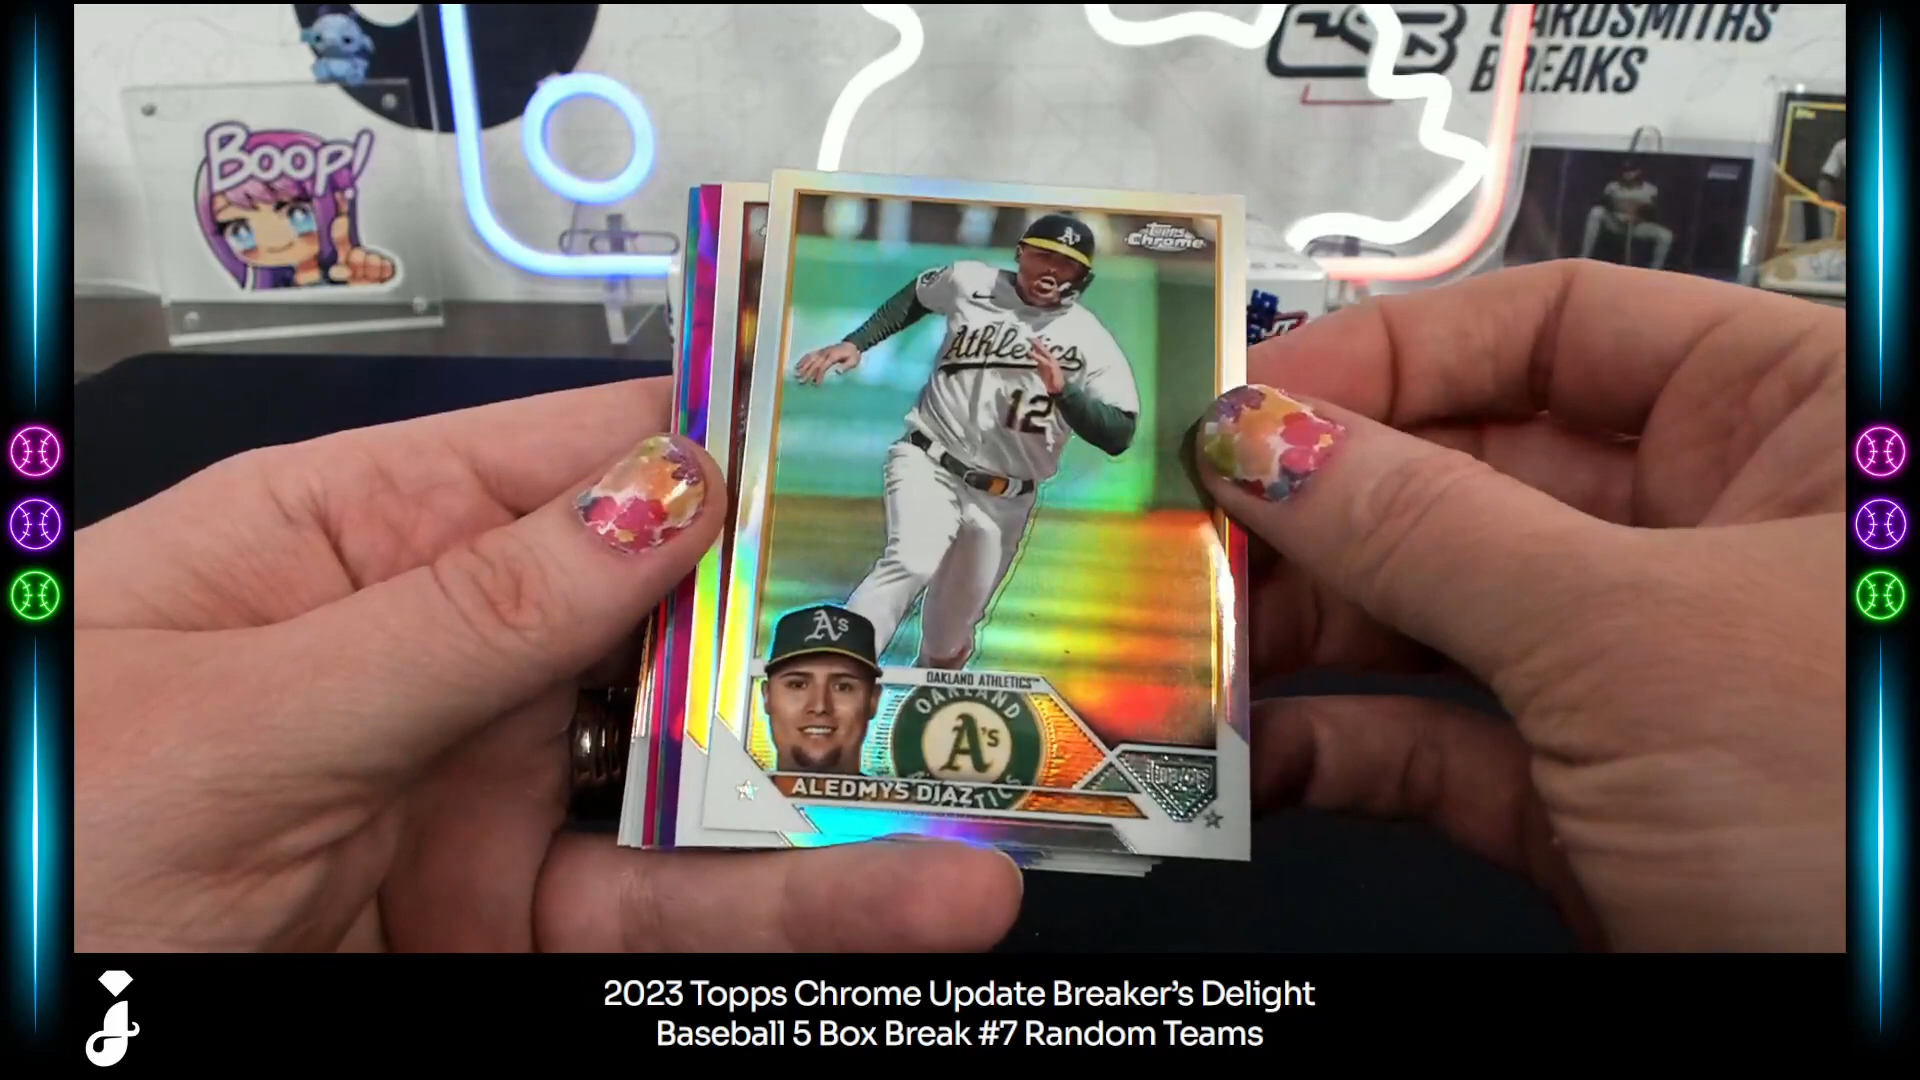 CARDSMITHS
BREAKS
BOOP!
A's
Topps
Chrome
Athletics
12
A's
OAKLAND ATHLETICS™
OAKLAND
A's
ALEDMYS DIAZ
2023 Topps Chrome Update Breaker's Delight
Baseball 5 Box Break #7 Random Teams